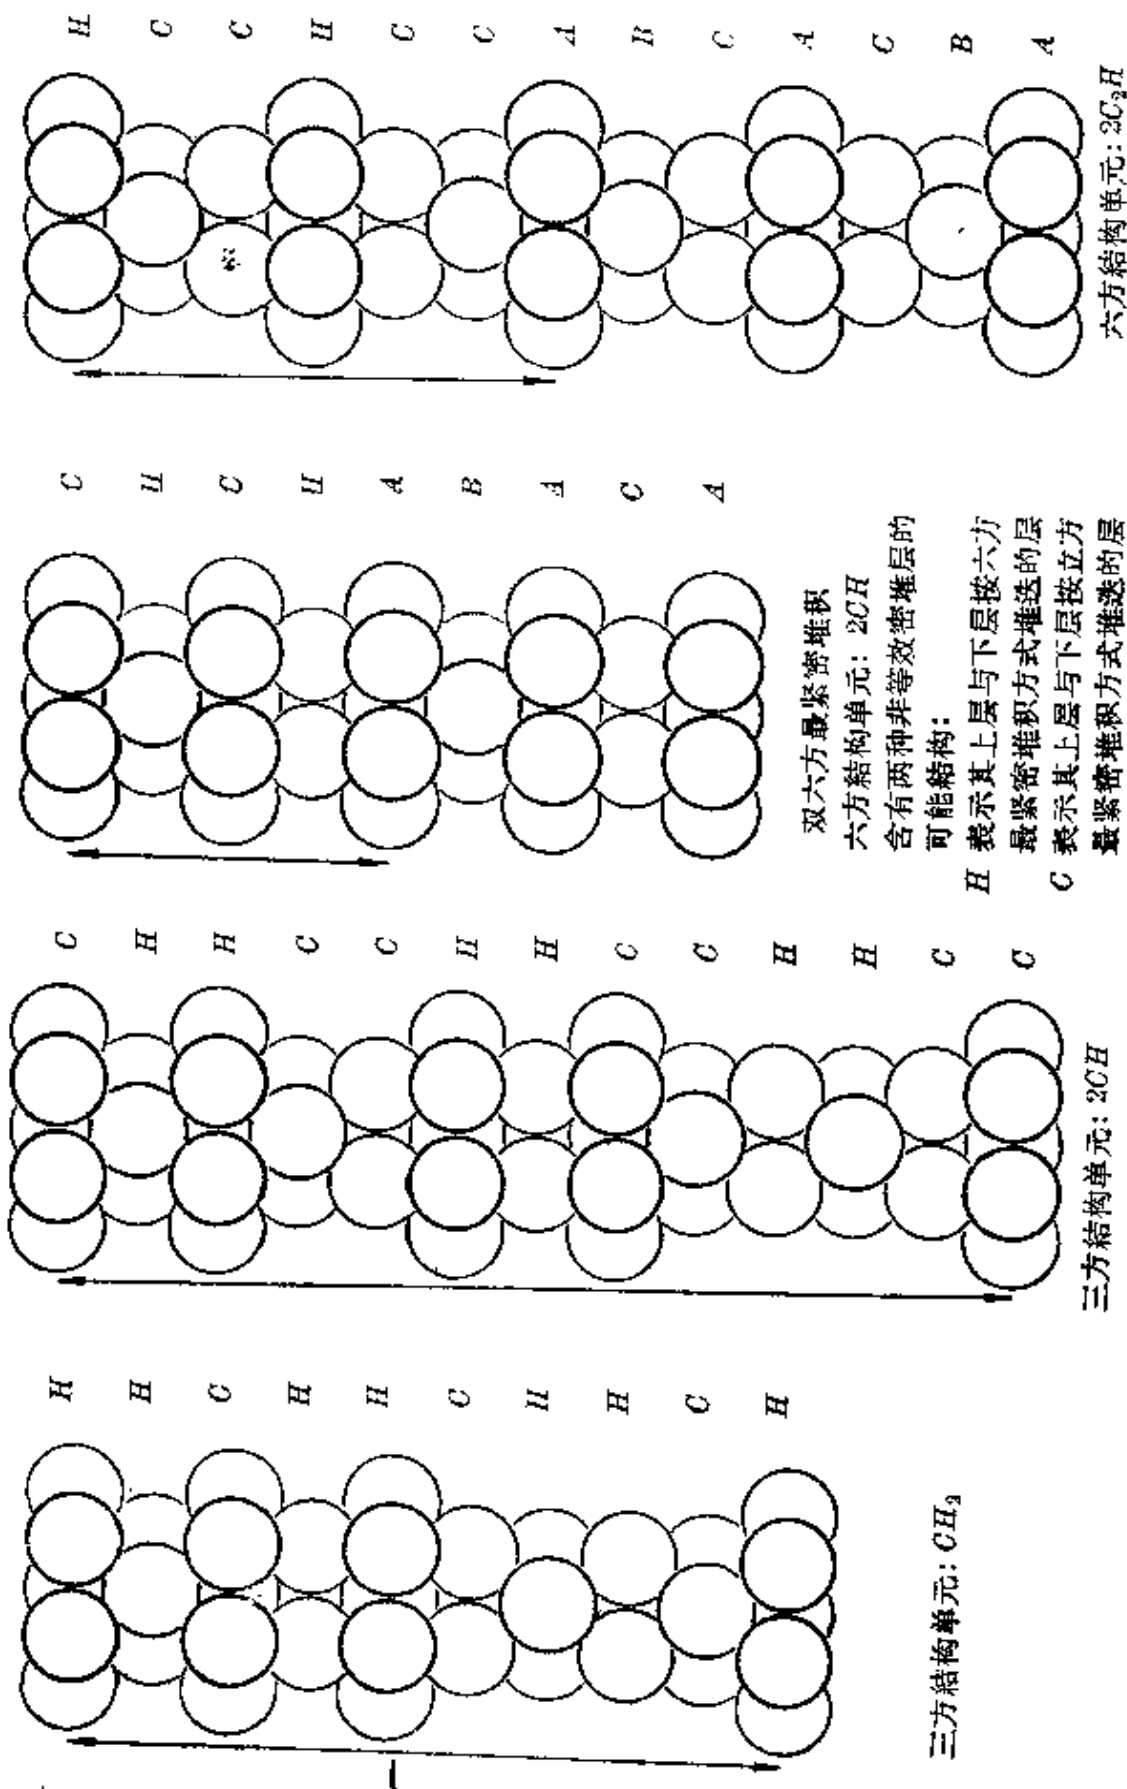 H
H
C
H
H
C
H
H
C
H
三方結构单元: CH₂
C
H
H
C
C
H
H
C
C
H
H
C
C
三方結构单元: 2CH
C
H
C
H
A
B
A
C
A
双六方最紧密堆积
六方結构单元: 2CH
含有两种非等效密堆层的
可能結构:
H 表示其上层与下层按六方
最紧密堆积方式堆迭的层
C 表示其上层与下层按立方
最紧密堆积方式堆迭的层
H
C
C
H
C
C
A
B
C
A
C
B
A
六方結构单元: 2C₂H